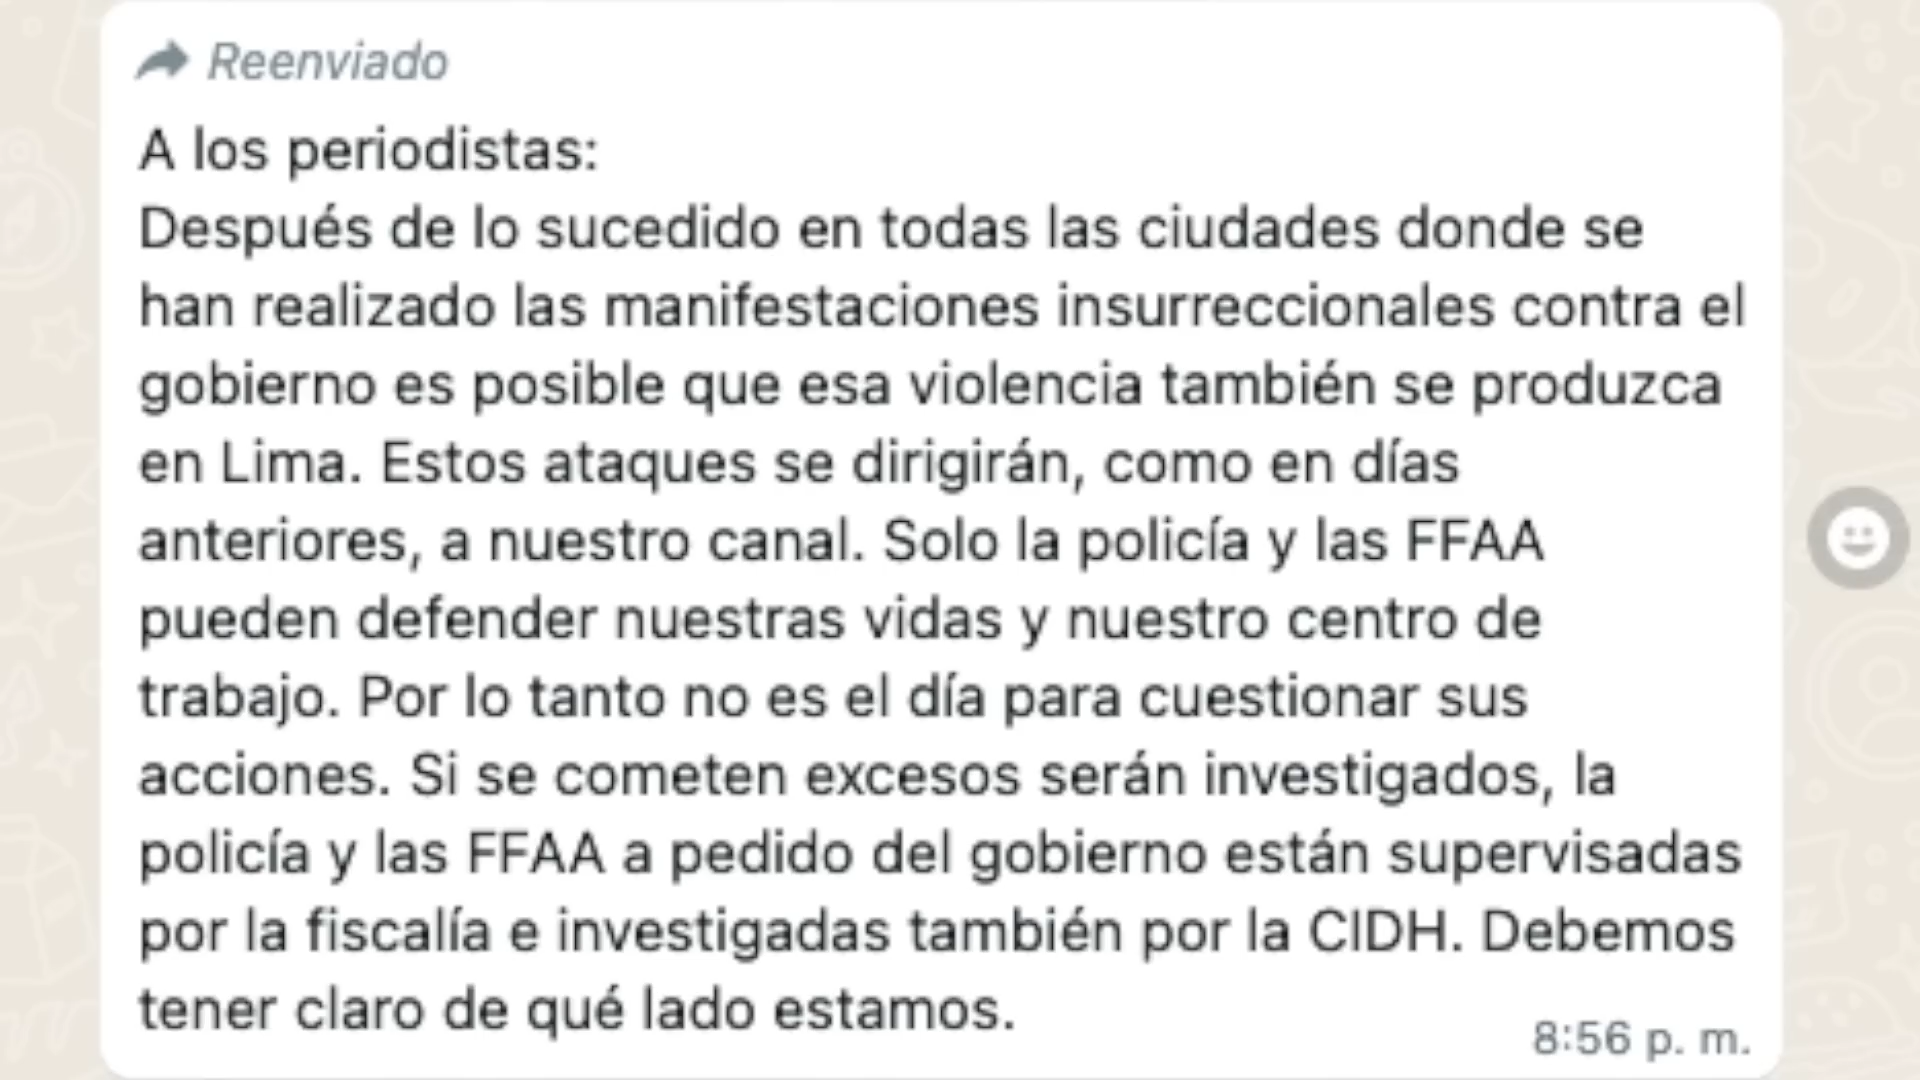 Reenviado
A los periodistas:
Después de lo sucedido en todas las ciudades donde se
han realizado las manifestaciones insurreccionales contra el
gobierno es posible que esa violencia también se produzca
en Lima. Estos ataques se dirigirán, como en días
anteriores, a nuestro canal. Solo la policía y las FFAA
pueden defender nuestras vidas y nuestro centro de
trabajo. Por lo tanto no es el día para cuestionar sus
acciones. Si se cometen excesos serán investigados, la
policía y las FFAA a pedido del gobierno están supervisadas
por la fiscalía e investigadas también por la CIDH. Debemos
tener claro de qué lado estamos.
8:56 p. m.